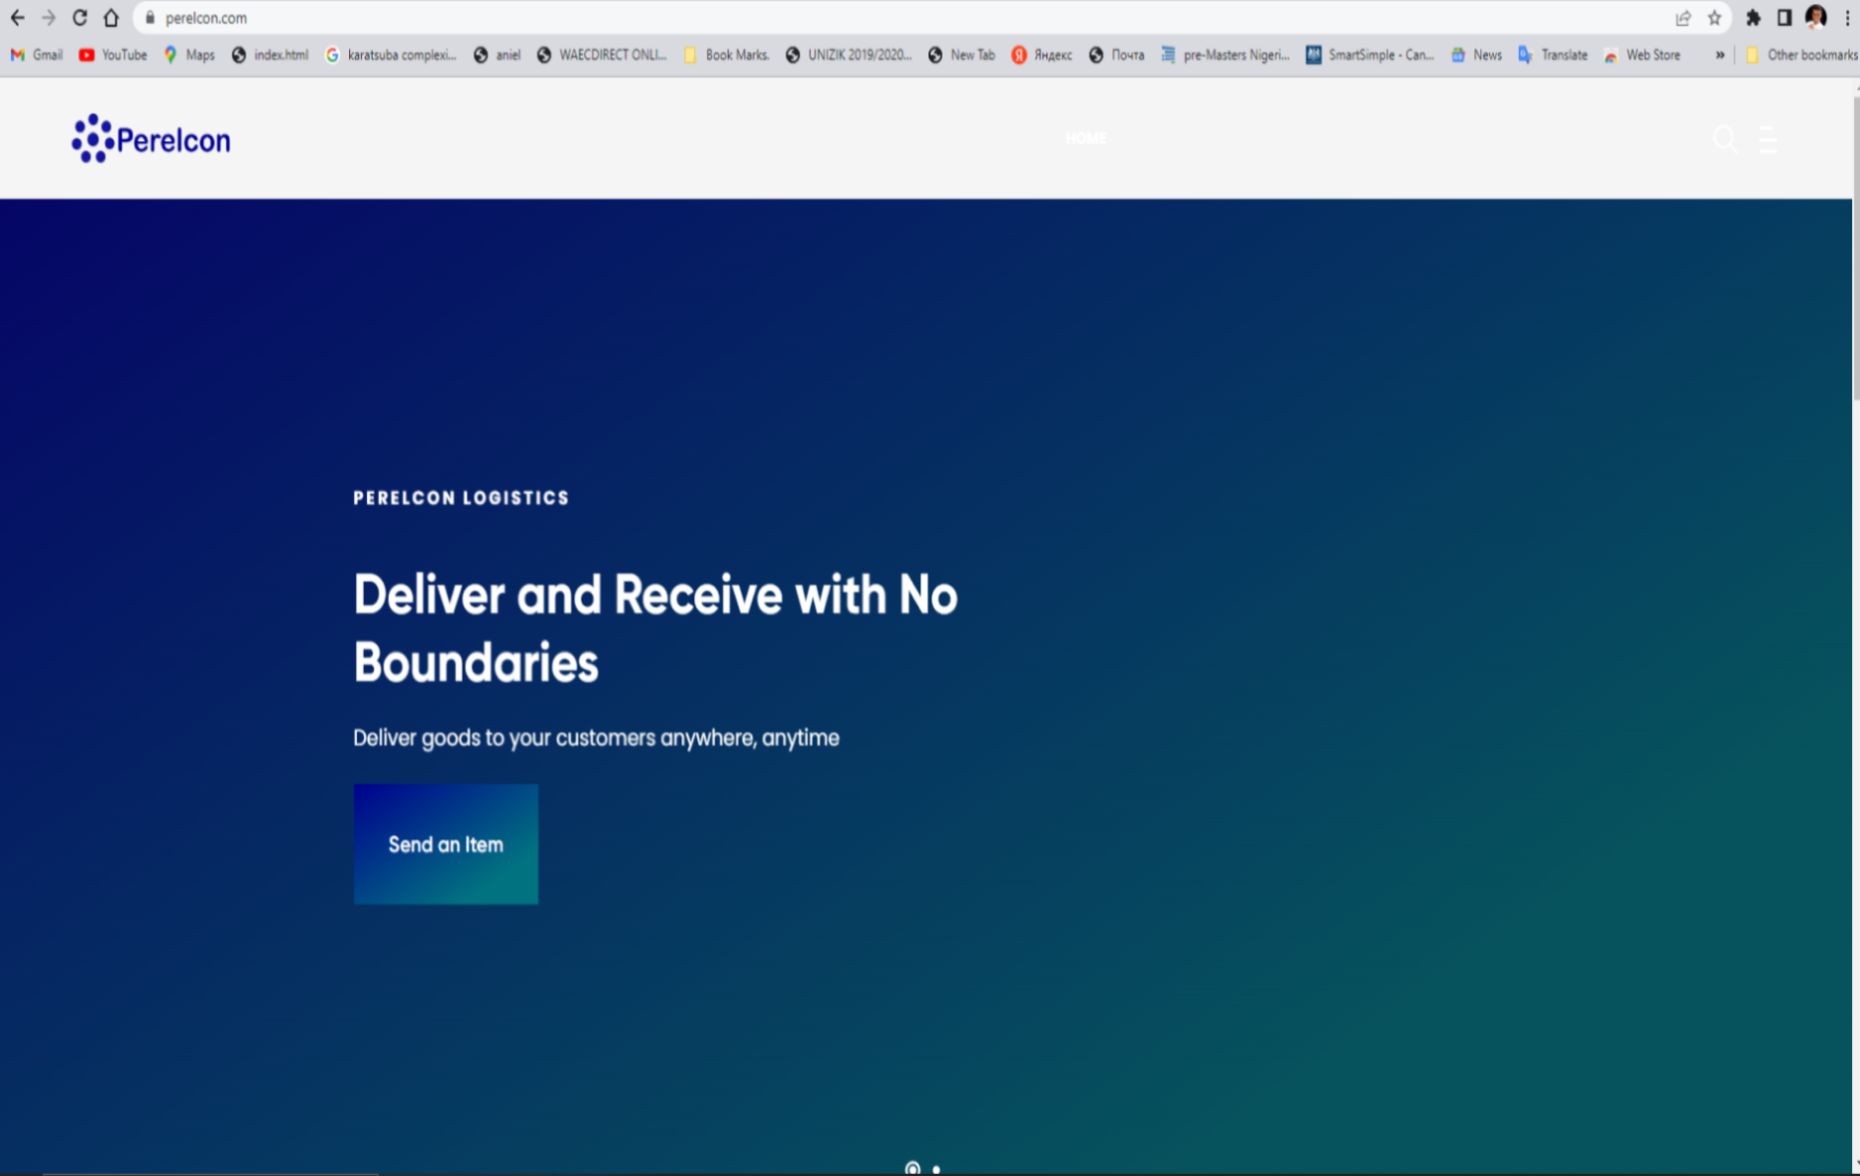 perelcon.com
Gmail YouTube Maps index.html karatsuba complexi... aniel WAECDIRECT ONLI... Book Marks. UNIZIK 2019/2020... New Tab Яндекс Почта pre-Masters Nigeri... SmartSimple - Can... News Translate Web Store » Other bookmarks
Perelcon HOME
PERELCON LOGISTICS
Deliver and Receive with No
Boundaries
Deliver goods to your customers anywhere, anytime
Send an Item